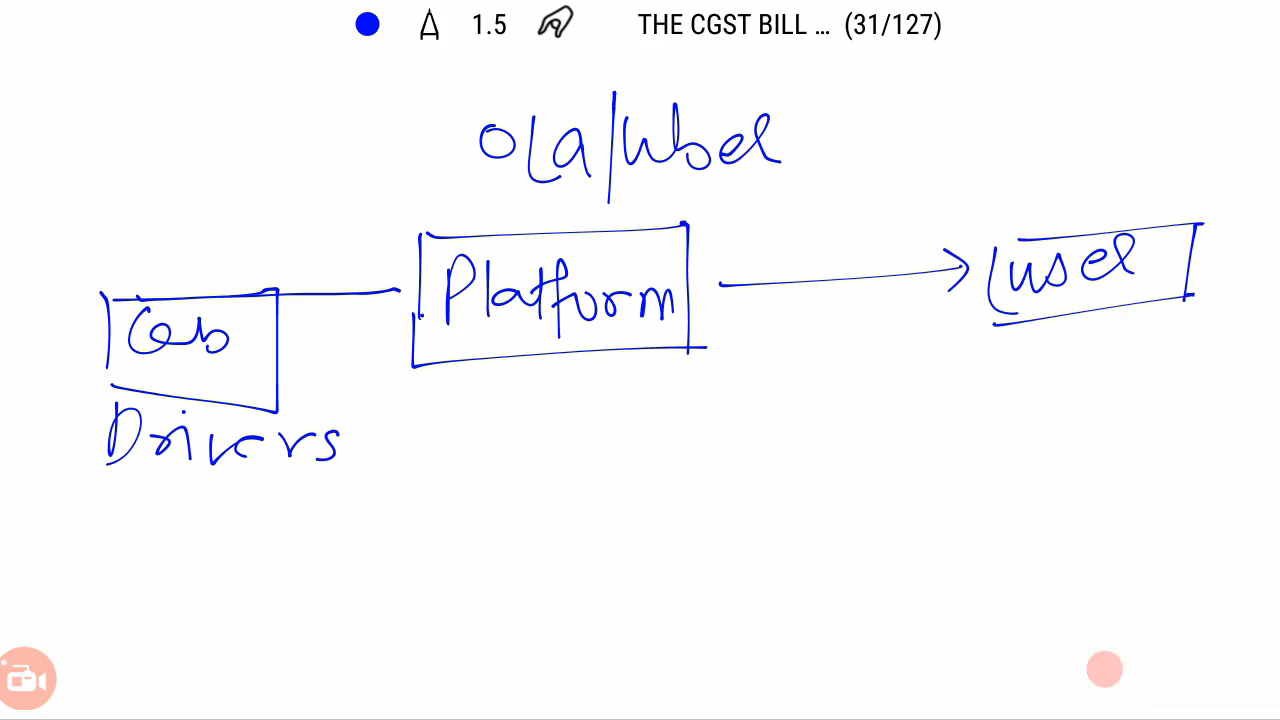 1.5 THE CGST BILL ... (31/127)
OLa/uber
Platform
user
Cab
Drivers